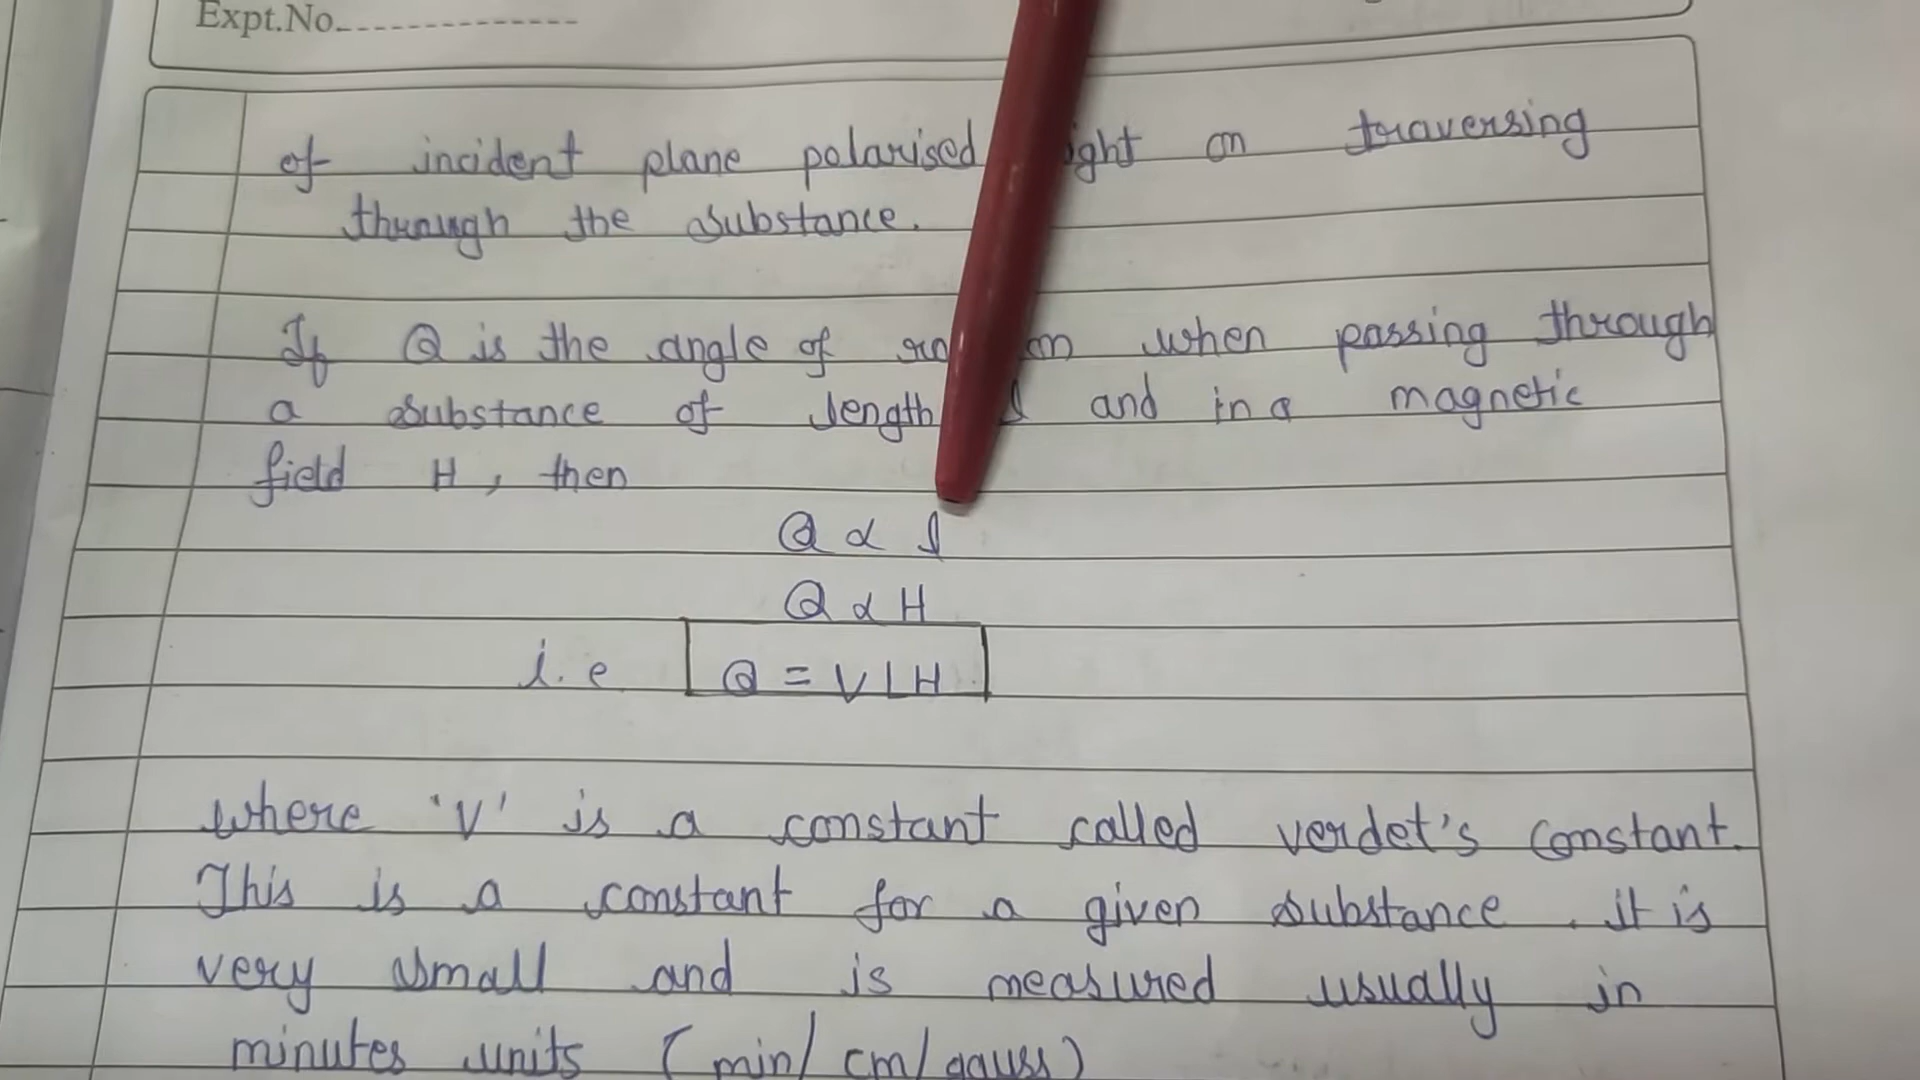 Expt.No.
of incident plane polarised ight on traversing
through the substance.
If Q is the angle of when passing through
a substance of length l and in a magnetic
field H, then
Q ∝ l
Q ∝ H
i.e Q = VLH
where 'V' is a constant called verdet's constant.
This is a constant for a given substance. it is
very small and is measured usually in
minutes units (min/cm/gauss)